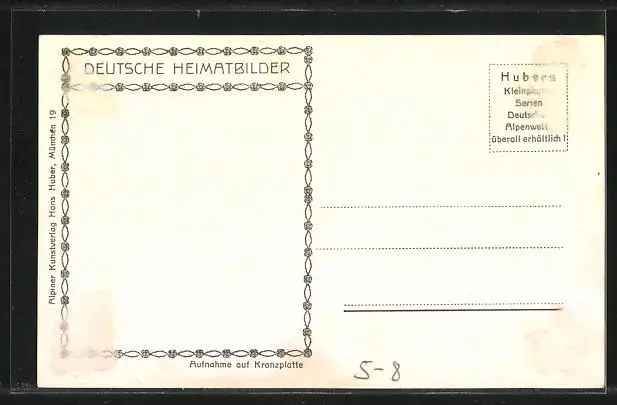 DEUTSCHE HEIMATBILDER
Alpiner Kunstverlag Hans Huber, München 19
Hubers
Serien
Alpenwelt
überall erhältlich!
Aufnahme auf Kranzplatte
5-8